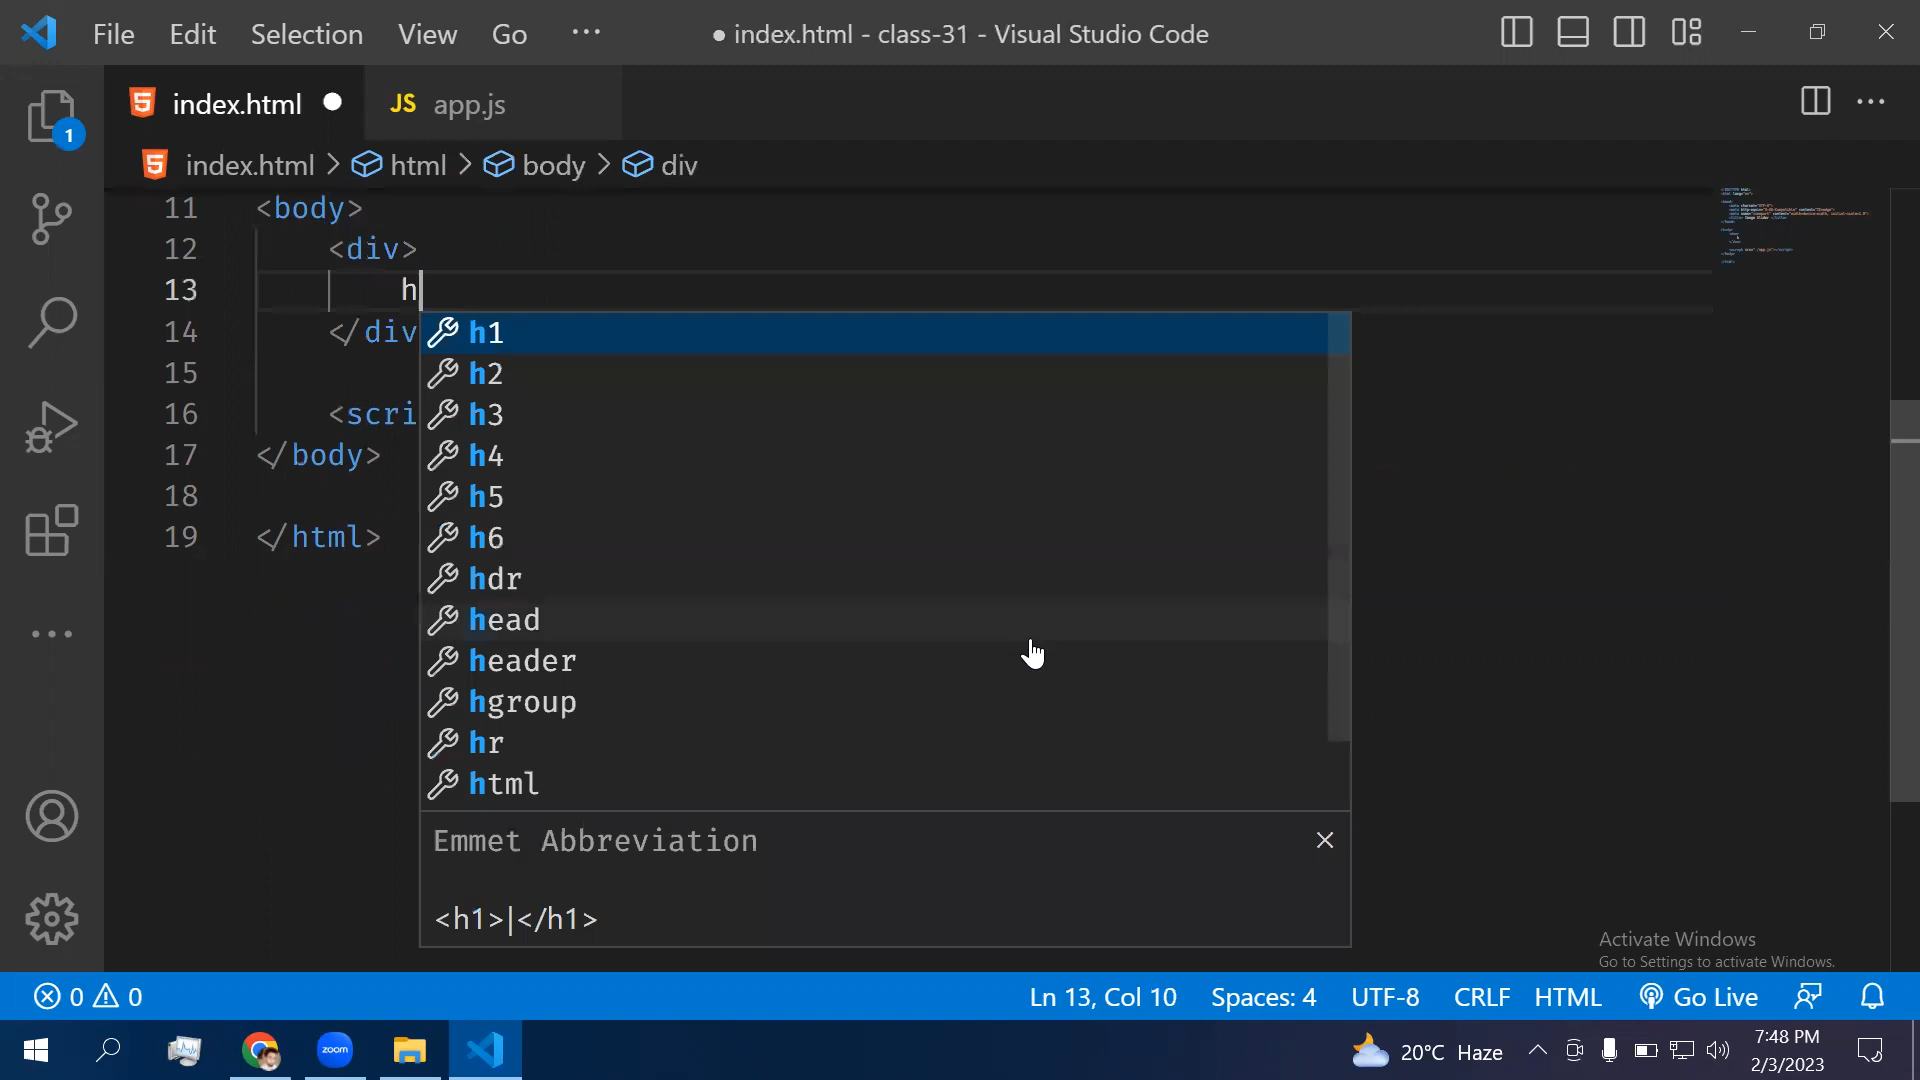 File Edit Selection View Go ··· ● index.html - class-31 - Visual Studio Code
index.html ● JS app.js
1
index.html > html > body > div
11 <body>
12 <div>
13 h
14 </div
15
16 <scri
17 </body>
18
19 </html>
h1
h2
h3
h4
h5
h6
hdr
head
header
hgroup
hr
html
Emmet Abbreviation
<h1>|</h1>
Activate Windows
Go to Settings to activate Windows.
0 0 Ln 13, Col 10 Spaces: 4 UTF-8 CRLF HTML Go Live
zoom 20°C Haze 7:48 PM
2/3/2023